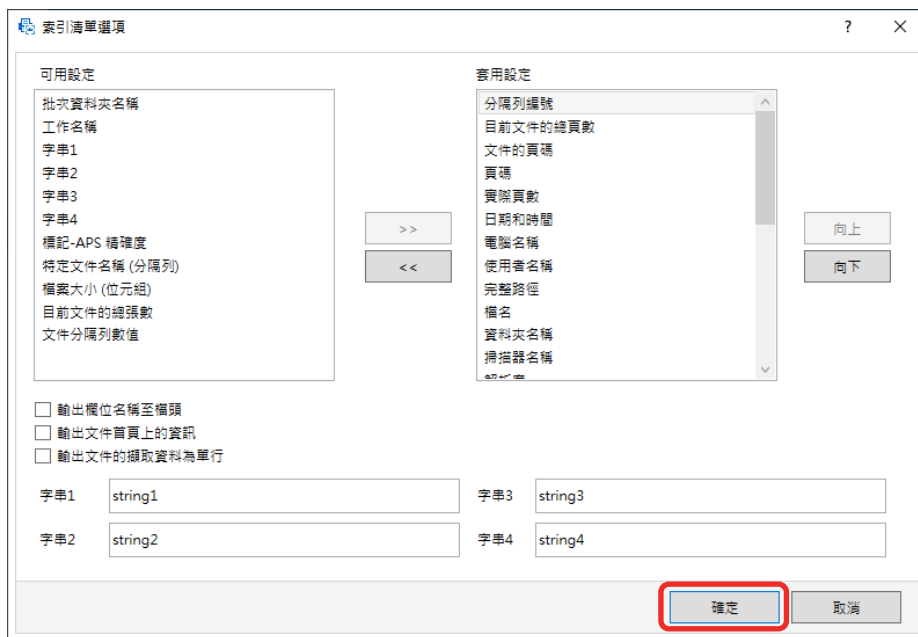 索引清單選項
?
可用設定
批次資料夾名稱
工作名稱
字串1
字串2
字串3
字串4
標記-APS 精確度
特定文件名稱 (分隔列)
檔案大小 (位元組)
目前文件的總張數
文件分隔列數值
>>
<<
套用設定
分隔列編號
目前文件的總頁數
文件的頁碼
頁碼
實際頁數
日期和時間
電腦名稱
使用者名稱
完整路徑
檔名
資料夾名稱
掃描器名稱
解析度
向上
向下
輸出欄位名稱至檔頭
輸出文件首頁上的資訊
輸出文件的擷取資料為單行
字串1 string1 字串3 string3
字串2 string2 字串4 string4
確定 取消